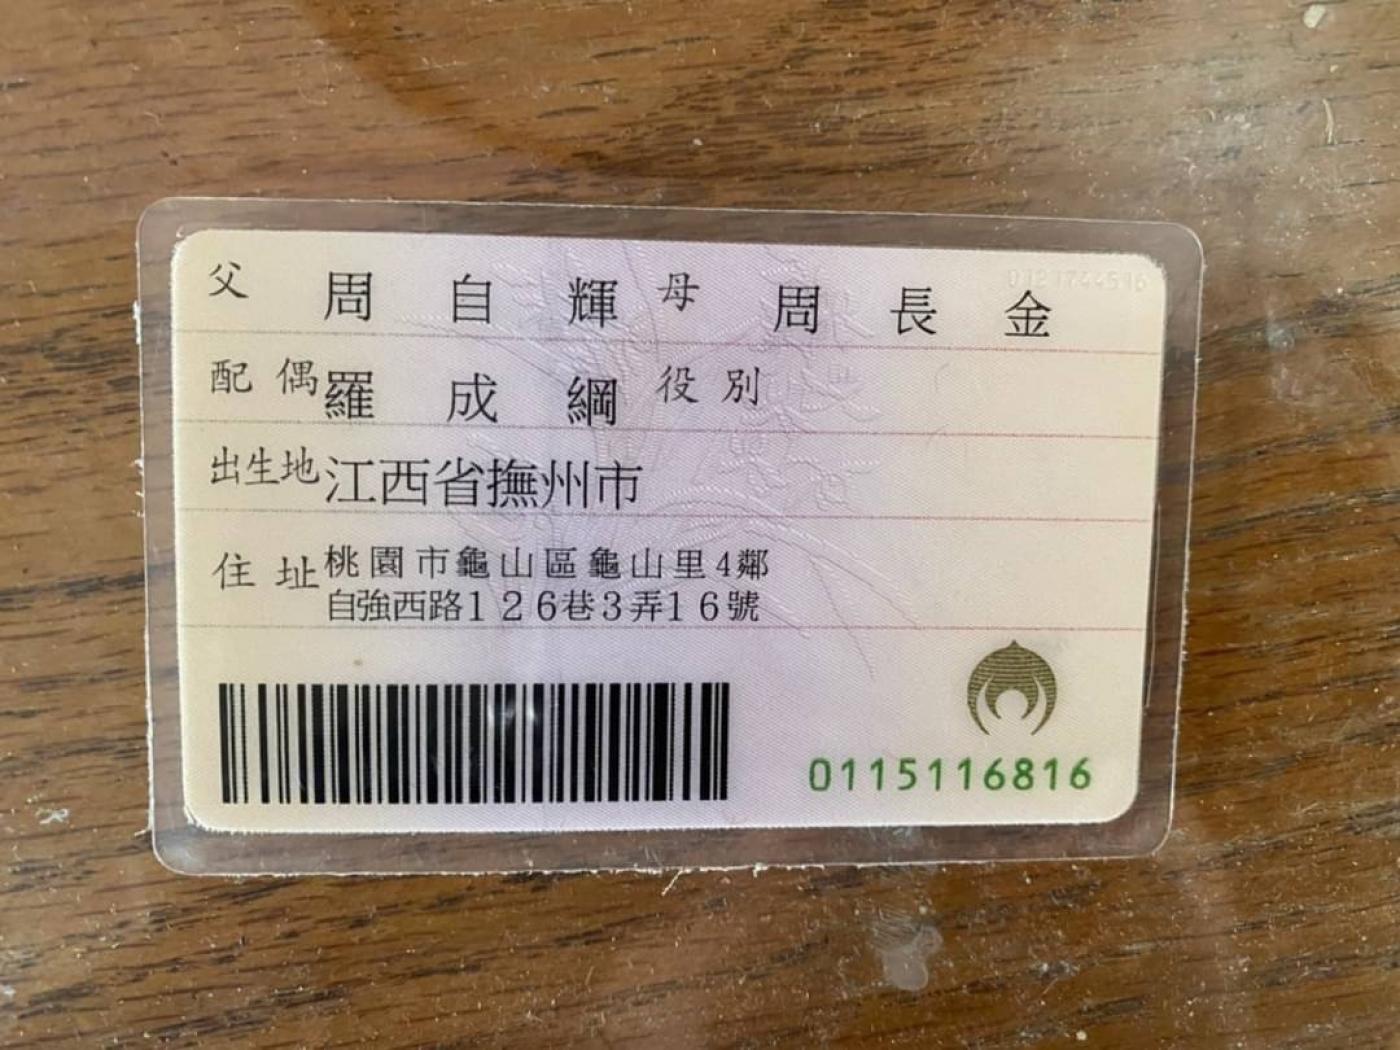 父 周自輝 母 周長金
配偶 羅成綱 役別
出生地 江西省撫州市
住址 桃園市龜山區龜山里4鄰
自強西路126巷3弄16號
0115116816